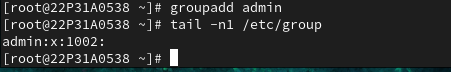 [root@22P31A0538 ~]# groupadd admin
[root@22P31A0538 ~]# tail -n1 /etc/group
admin:x:1002:
[root@22P31A0538 ~]#